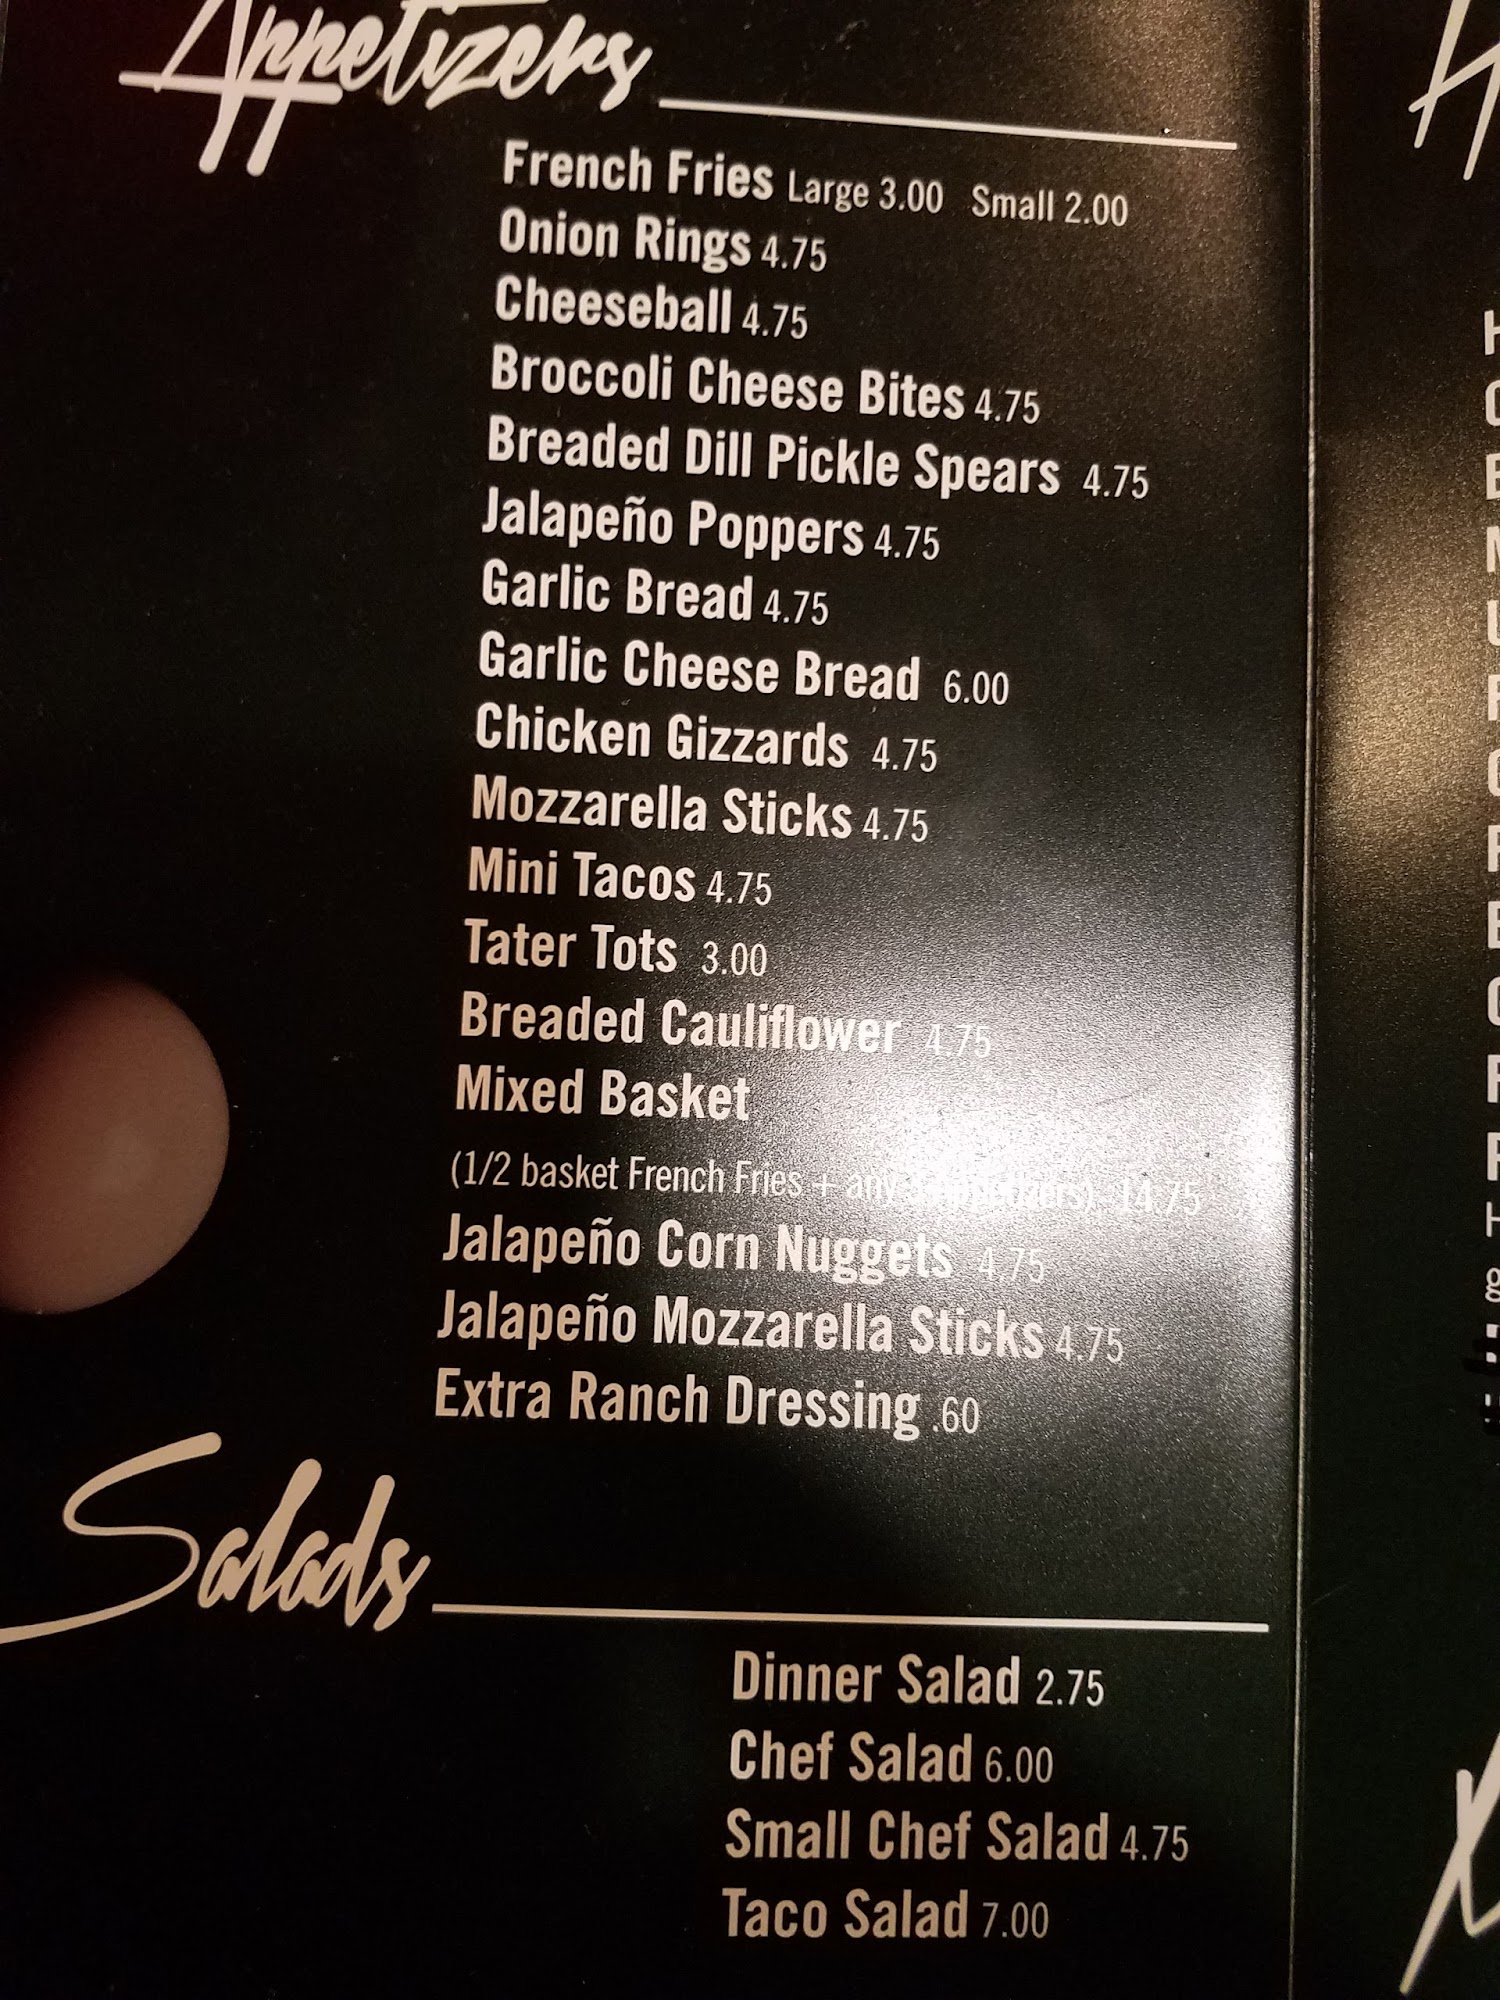 Appetizers
French Fries Large 3.00 Small 2.00
Onion Rings 4.75
Cheeseball 4.75
Broccoli Cheese Bites 4.75
Breaded Dill Pickle Spears 4.75
Jalapeño Poppers 4.75
Garlic Bread 4.75
Garlic Cheese Bread 6.00
Chicken Gizzards 4.75
Mozzarella Sticks 4.75
Mini Tacos 4.75
Tater Tots 3.00
Breaded Cauliflower 4.75
Mixed Basket
(1/2 basket French Fries + any appetizers) 14.75
Jalapeño Corn Nuggets 4.75
Jalapeño Mozzarella Sticks 4.75
Extra Ranch Dressing .60
Salads
Dinner Salad 2.75
Chef Salad 6.00
Small Chef Salad 4.75
Taco Salad 7.00